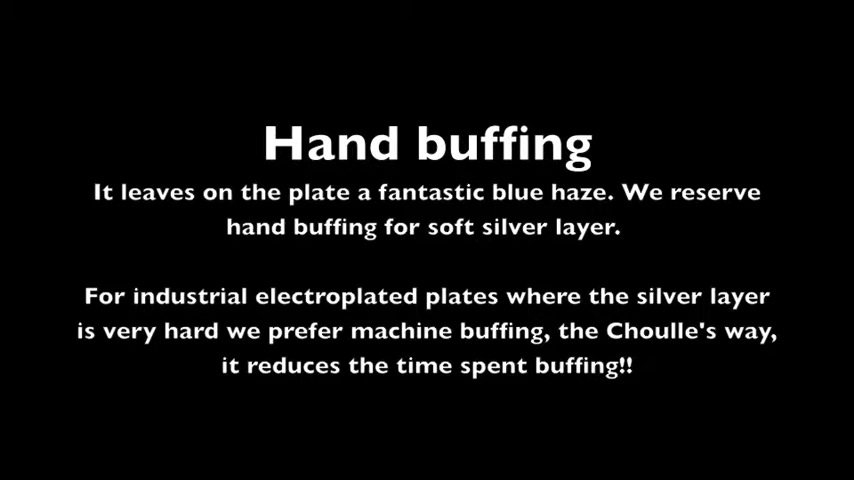 Hand buffing
It leaves on the plate a fantastic blue haze. We reserve
hand buffing for soft silver layer.
For industrial electroplated plates where the silver layer
is very hard we prefer machine buffing, the Choulle's way,
it reduces the time spent buffing!!